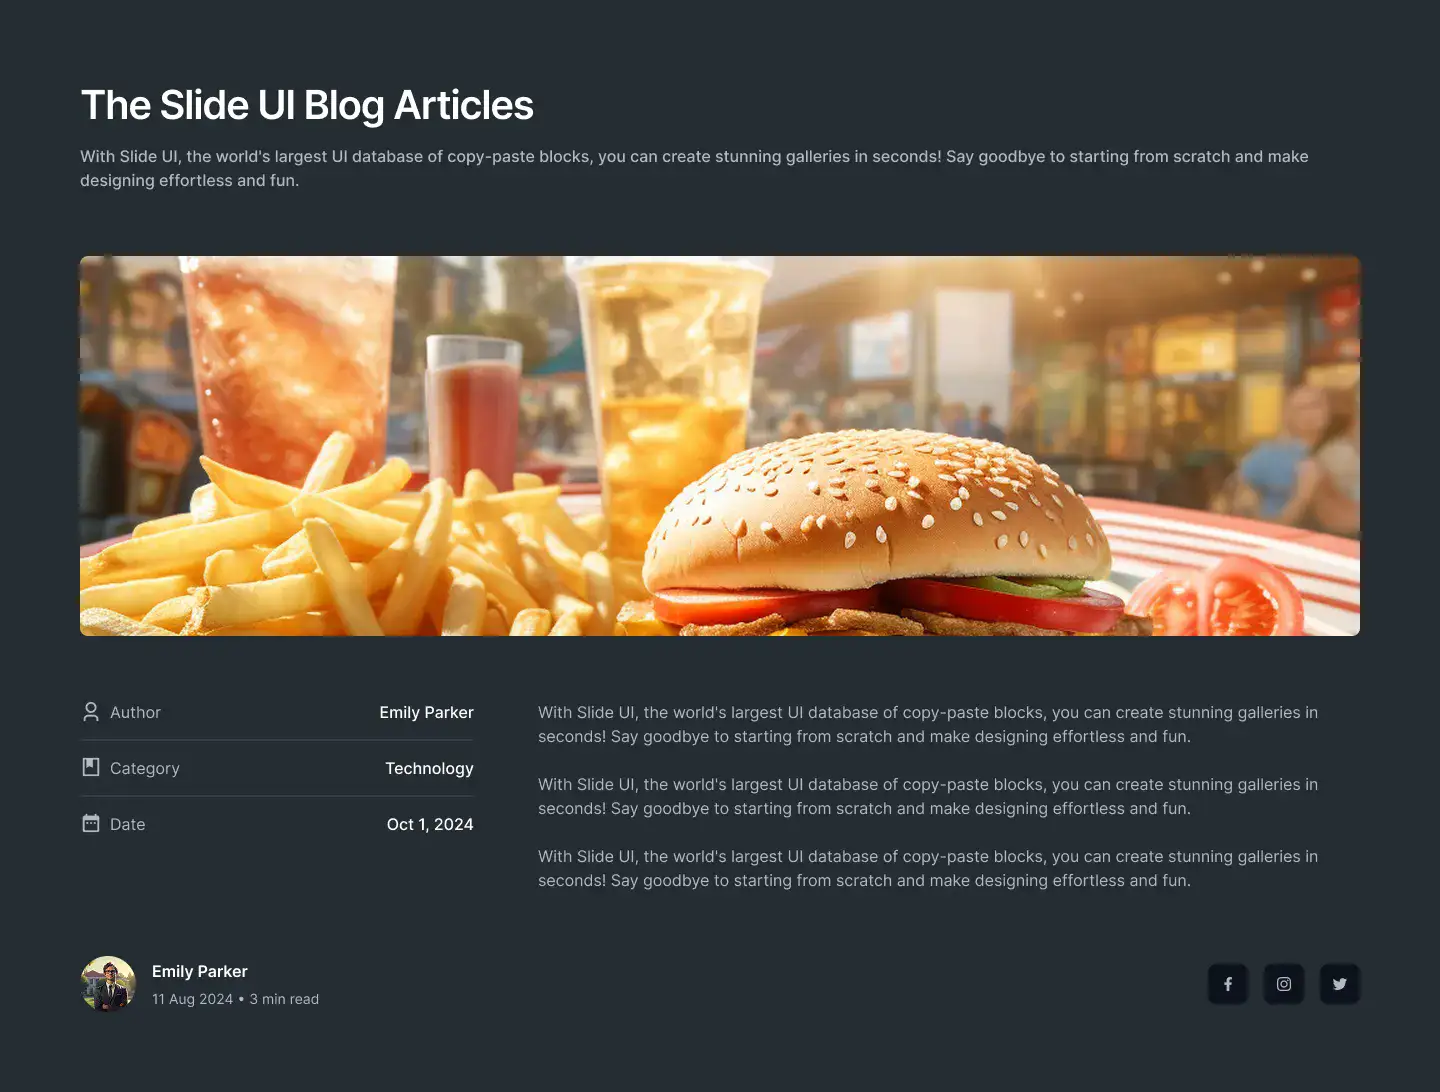 The Slide UI Blog Articles
With Slide UI, the world's largest UI database of copy-paste blocks, you can create stunning galleries in seconds! Say goodbye to starting from scratch and make
designing effortless and fun.
Author
Emily Parker
Category
Technology
Date
Oct 1, 2024
With Slide UI, the world's largest UI database of copy-paste blocks, you can create stunning galleries in
seconds! Say goodbye to starting from scratch and make designing effortless and fun.
With Slide UI, the world's largest UI database of copy-paste blocks, you can create stunning galleries in
seconds! Say goodbye to starting from scratch and make designing effortless and fun.
With Slide UI, the world's largest UI database of copy-paste blocks, you can create stunning galleries in
seconds! Say goodbye to starting from scratch and make designing effortless and fun.
Emily Parker
11 Aug 2024 • 3 min read